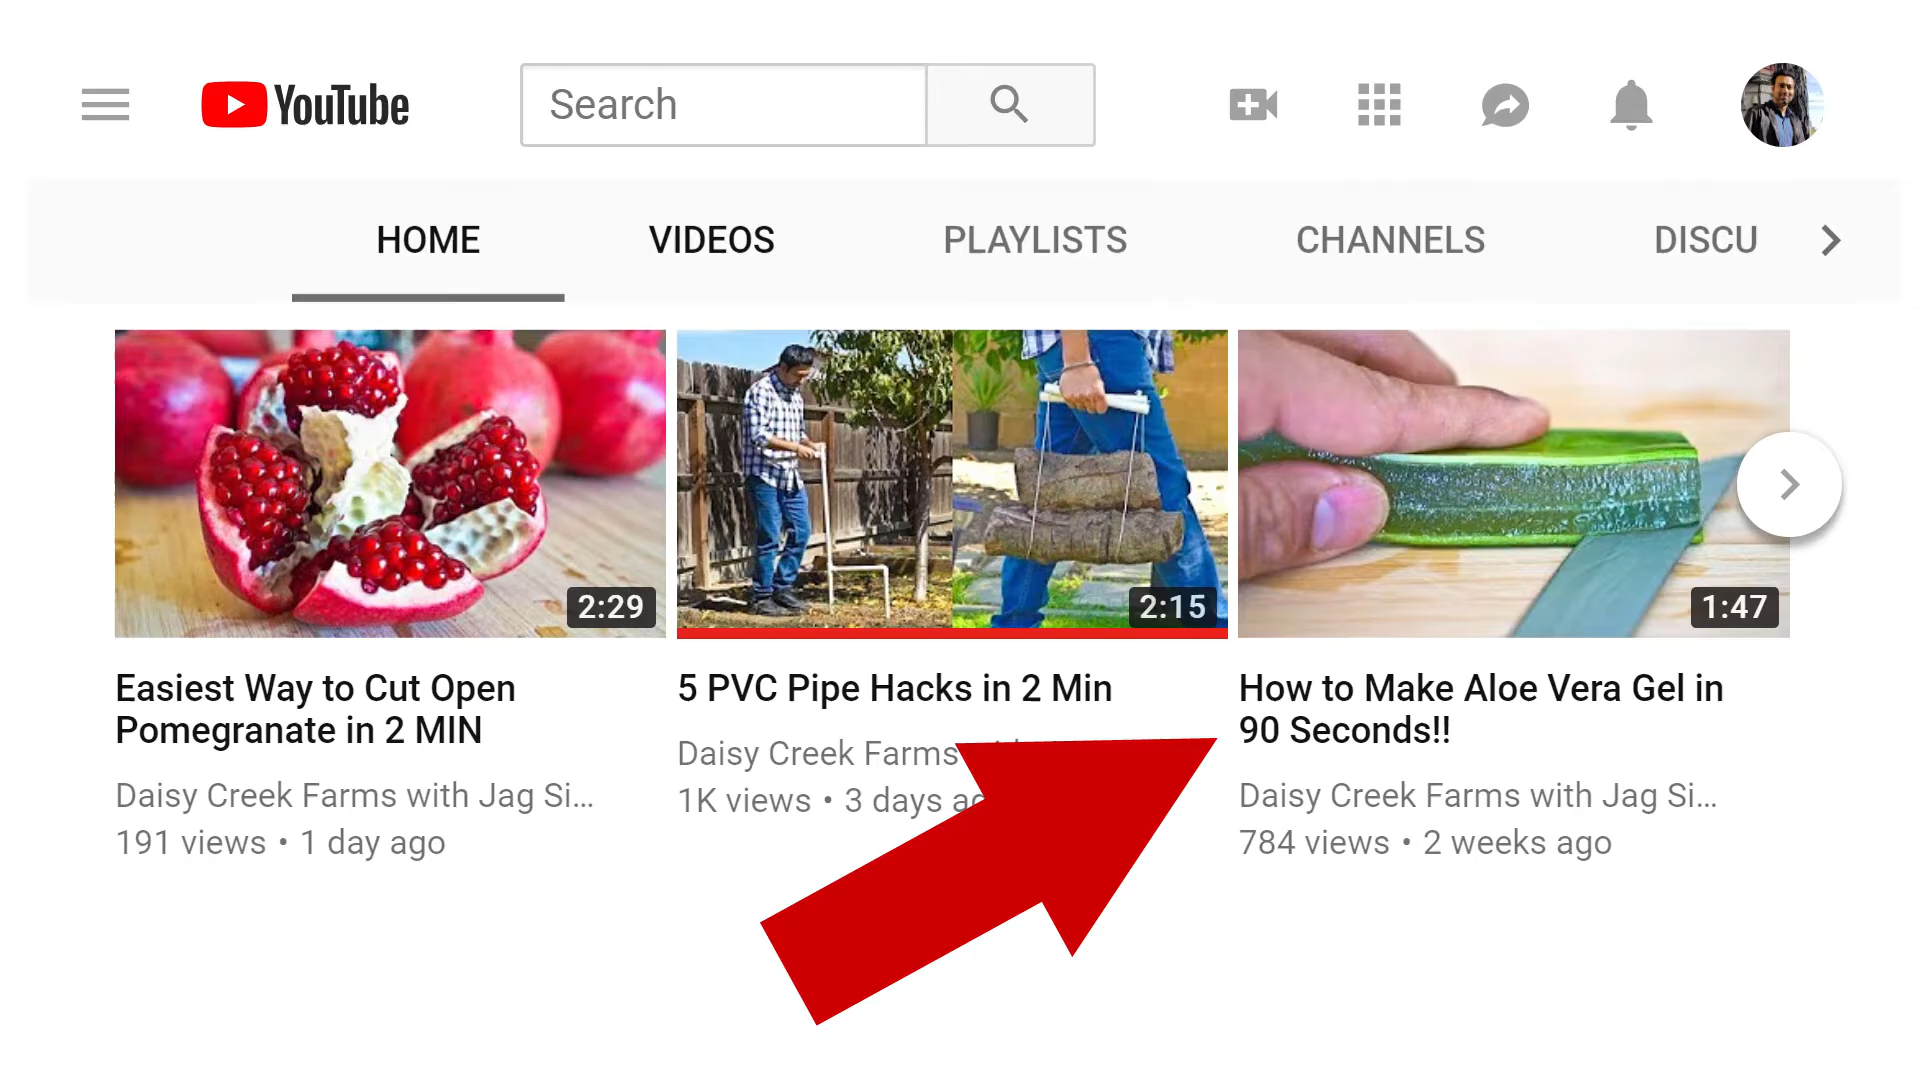 YouTube
Search
HOME
VIDEOS
PLAYLISTS
CHANNELS
DISCU
2:29
2:15
1:47
Easiest Way to Cut Open
Pomegranate in 2 MIN
Daisy Creek Farms with Jag Si...
191 views • 1 day ago
5 PVC Pipe Hacks in 2 Min
Daisy Creek Farms
1K views • 3 days
How to Make Aloe Vera Gel in
90 Seconds!!
Daisy Creek Farms with Jag Si...
784 views • 2 weeks ago